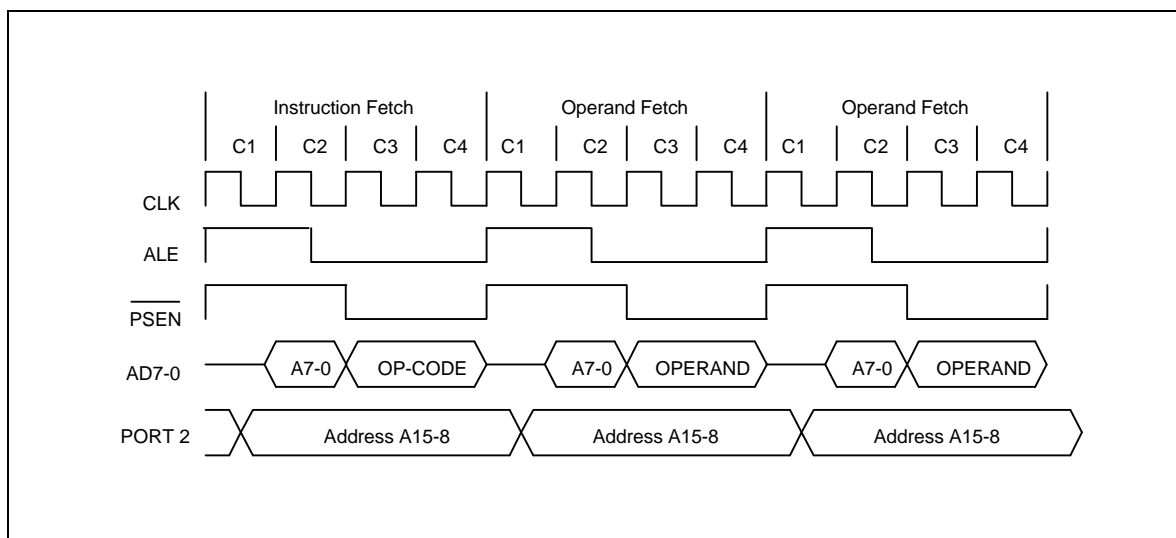 Instruction Fetch Operand Fetch Operand Fetch
C1 C2 C3 C4 C1 C2 C3 C4 C1 C2 C3 C4
CLK
ALE
PSEN
AD7-0 A7-0 OP-CODE A7-0 OPERAND A7-0 OPERAND
PORT 2 Address A15-8 Address A15-8 Address A15-8